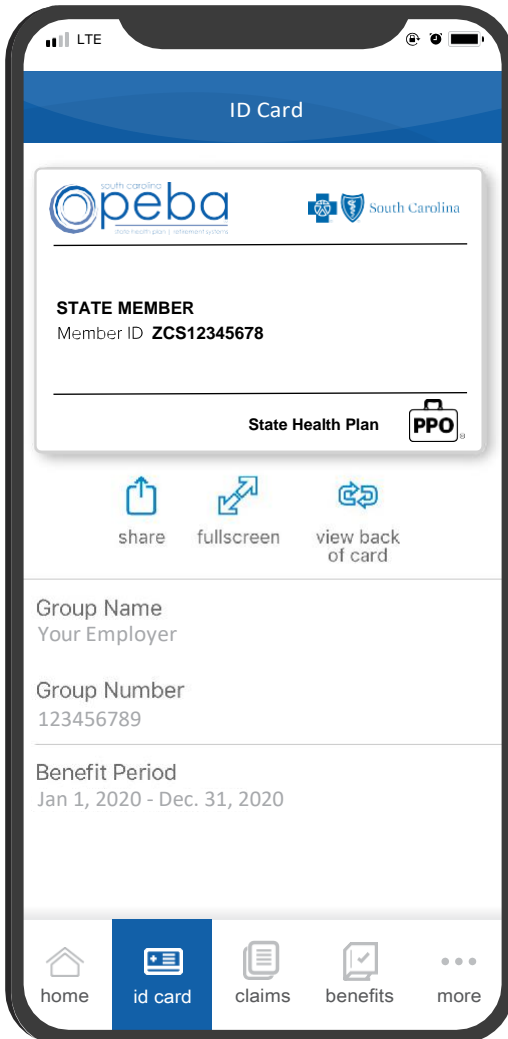 LTE
ID Card
south carolina
peba
state health plan | retirement systems
South Carolina
STATE MEMBER
Member ID ZCS12345678
State Health Plan
PPO®
share fullscreen view back
of card
Group Name
Your Employer
Group Number
123456789
Benefit Period
Jan 1, 2020 - Dec. 31, 2020
home id card claims benefits more